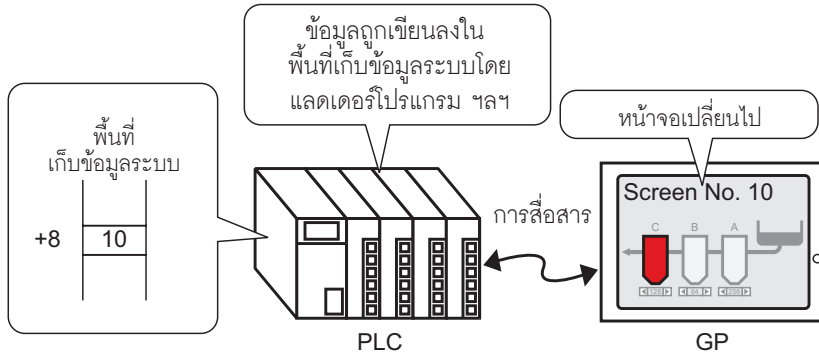 ข้อมูลถูกเขียนลงใน
พื้นที่เก็บข้อมูลระบบโดย
แลดเดอร์โปรแกรม ฯลฯ
พื้นที่
เก็บข้อมูลระบบ
+8
10
หน้าจอเปลี่ยนไป
การสื่อสาร
Screen No. 10
C
B
A
PLC
GP